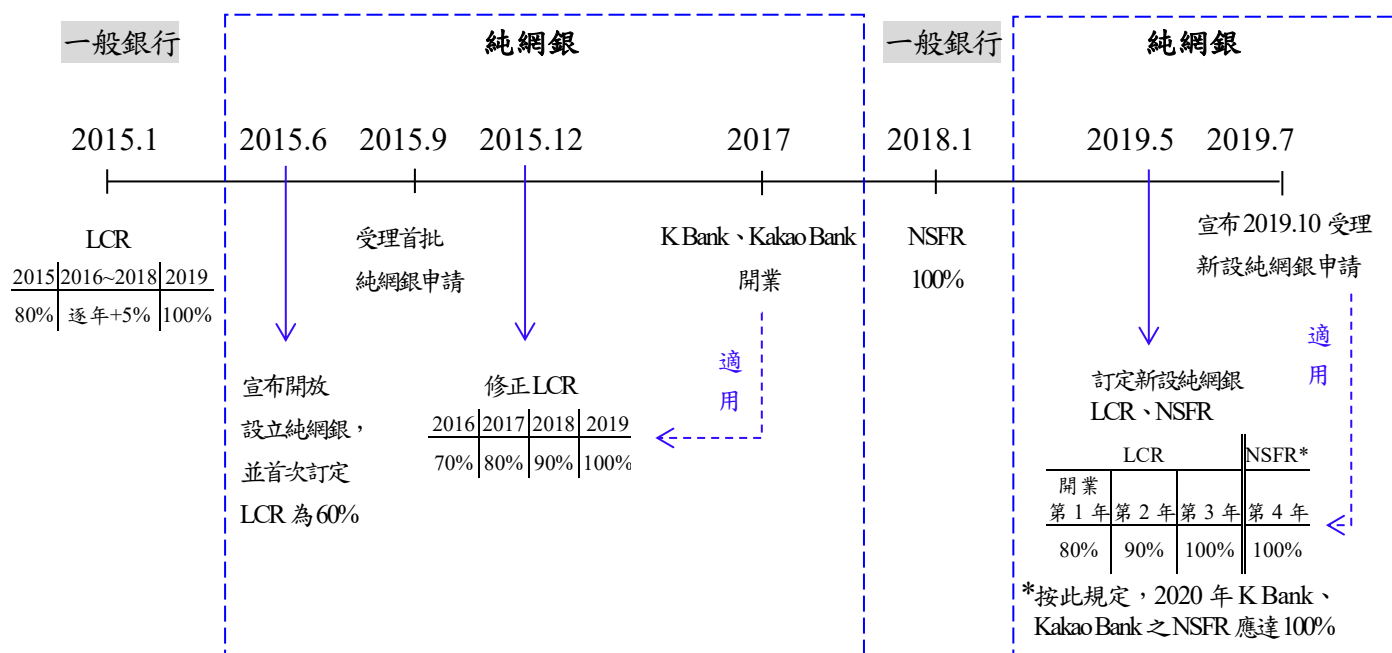 一般銀行
純網銀
一般銀行
純網銀
2015.1
2015.6
2015.9
2015.12
2017
2018.1
2019.5
2019.7
LCR
2015 2016~2018 2019
80% 逐年+5% 100%
宣布開放
設立純網銀，
並首次訂定
LCR 為60%
受理首批
純網銀申請
修正LCR
2016 2017 2018 2019
70% 80% 90% 100%
K Bank、Kakao Bank
開業
適
用
NSFR
100%
訂定新設純網銀
LCR、NSFR
LCR NSFR*
開業
第 1 年 第 2 年 第 3 年 第 4 年
80% 90% 100% 100%
*按此規定，2020 年 K Bank、
Kakao Bank 之 NSFR 應達100%
宣布2019.10 受理
新設純網銀申請
適
用